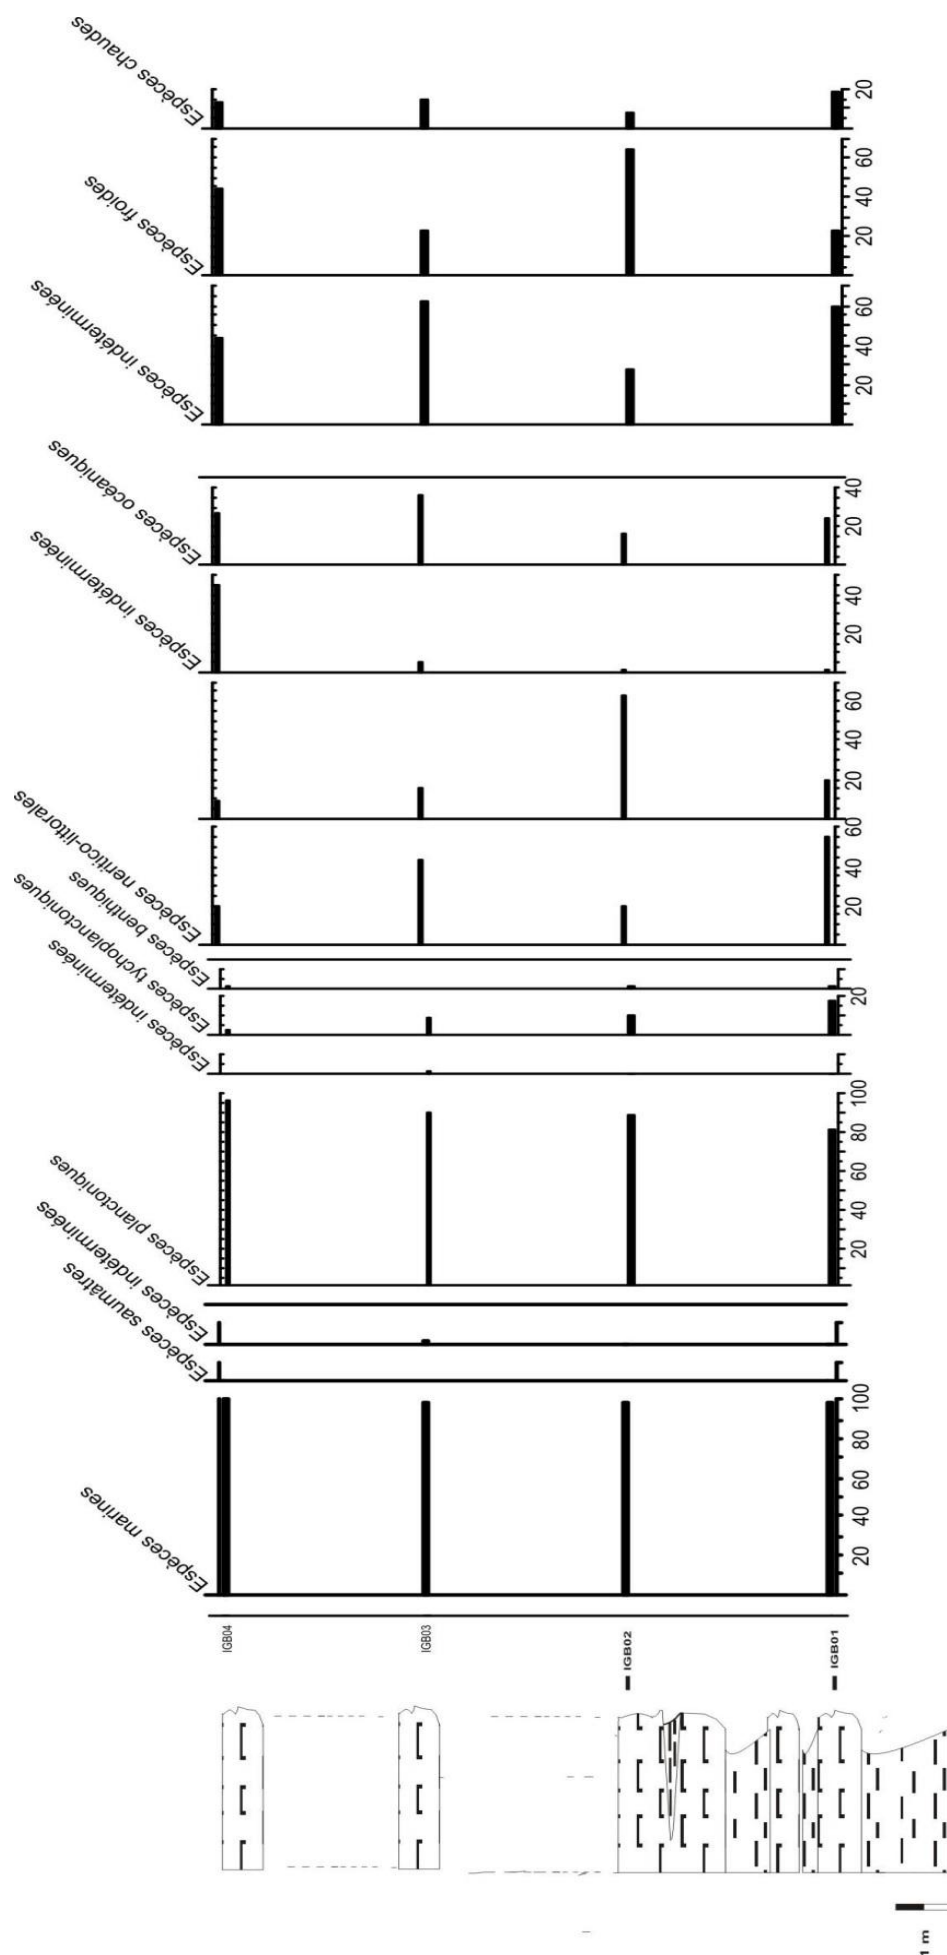 Espèces chaudes
20
Espèces froides
20 40 60
Espèces indéterminées
20 40 60
Espèces océaniques
20 40
Espèces indéterminées
20 40
20 40 60
Espèces neritico-littorales
20 40 60
Espèces benthiques
Espèces tychoplanctoniques
20
Espèces indéterminées
Espèces planctoniques
20 40 60 80 100
Espèces indéterminées
Espèces saumâtres
Espèces marines
20 40 60 80 100
IGB04
IGB03
IGB02
IGB01
1 m